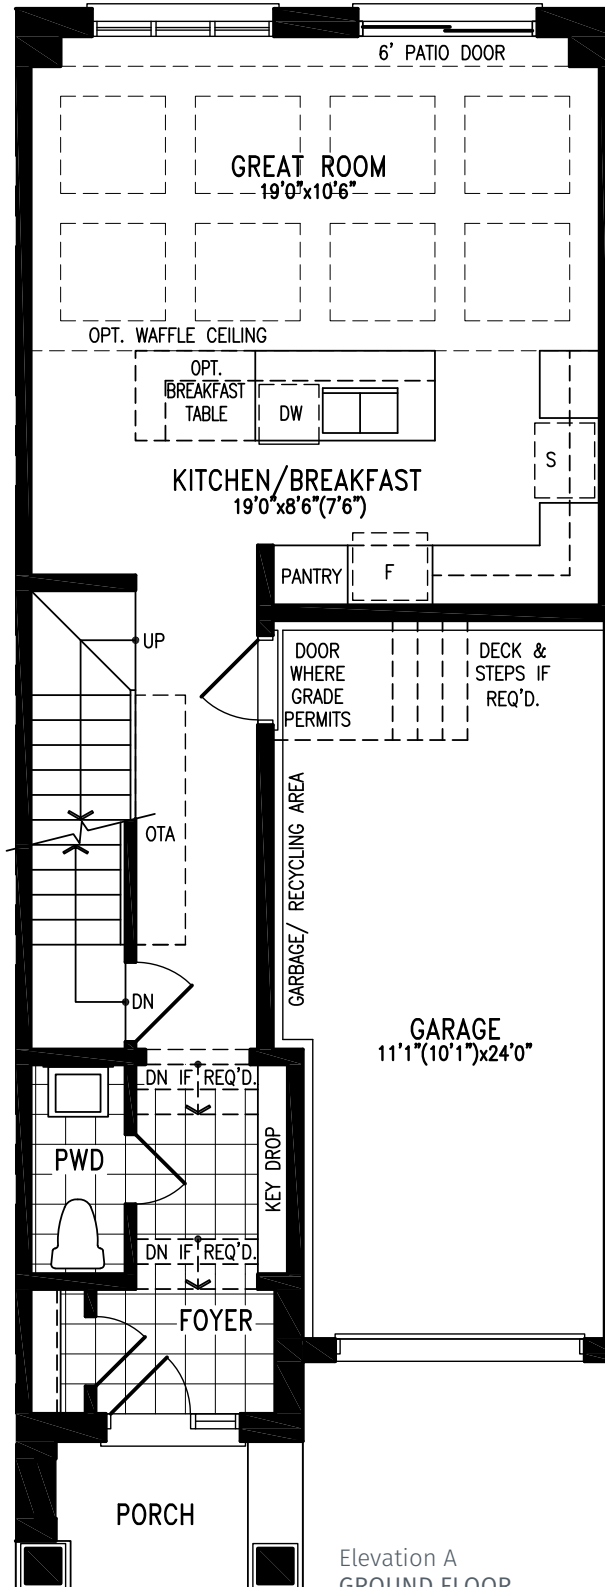 6' PATIO DOOR
GREAT ROOM
19'0"x10'6"
OPT. WAFFLE CEILING
OPT.
BREAKFAST
TABLE
DW
S
KITCHEN/BREAKFAST
19'0"x8'6"(7'6")
PANTRY
F
UP
DOOR
WHERE
GRADE
PERMITS
DECK &
STEPS IF
REQ'D.
OTA
GARBAGE/ RECYCLING AREA
DN
GARAGE
11'1"(10'1")x24'0"
DN IF REQ'D.
PWD
KEY DROP
DN IF REQ'D.
FOYER
PORCH
Elevation A
GROUND FLOOR